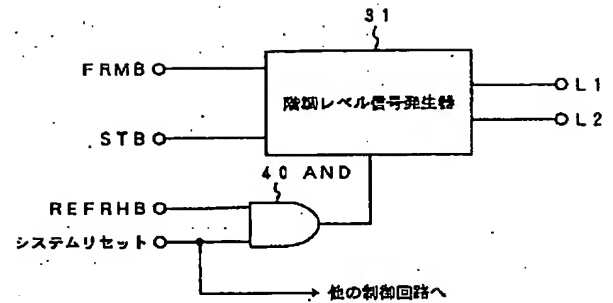 31
FRMB
階調レベル信号発生器
L1
L2
STB
40 AND
REFRHB
システムリセット
他の制御回路へ